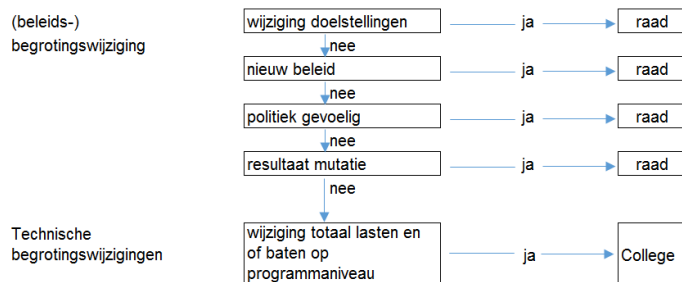 (beleids-)
begrotingswijziging
wijziging doelstellingen
ja
raad
nee
nieuw beleid
ja
raad
nee
politiek gevoelig
ja
raad
nee
resultaat mutatie
ja
raad
nee
Technische
begrotingswijzigingen
wijziging totaal lasten en
of baten op
programmaniveau
ja
College